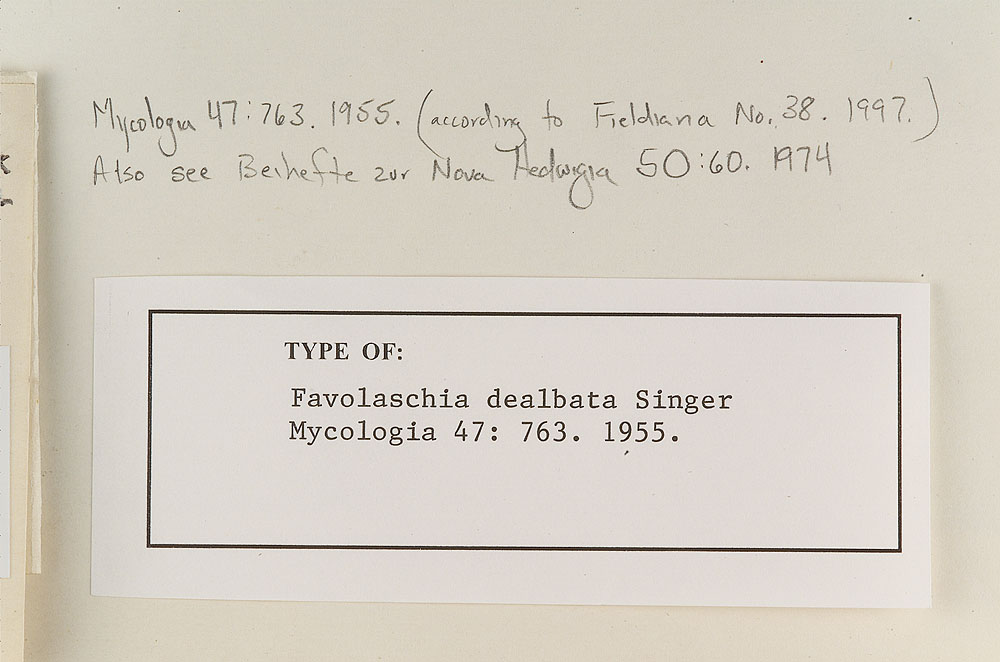 Mycologia 47:763. 1955. (according to Fieldiana No. 38. 1997.)
Also see Beihefte zur Nova Hedwigia 50:60. 1974
TYPE OF:
Favolaschia dealbata Singer
Mycologia 47: 763. 1955.